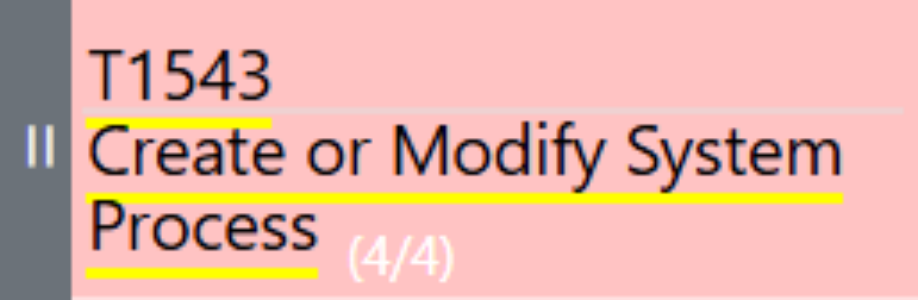 T1543
Create or Modify System
Process (4/4)